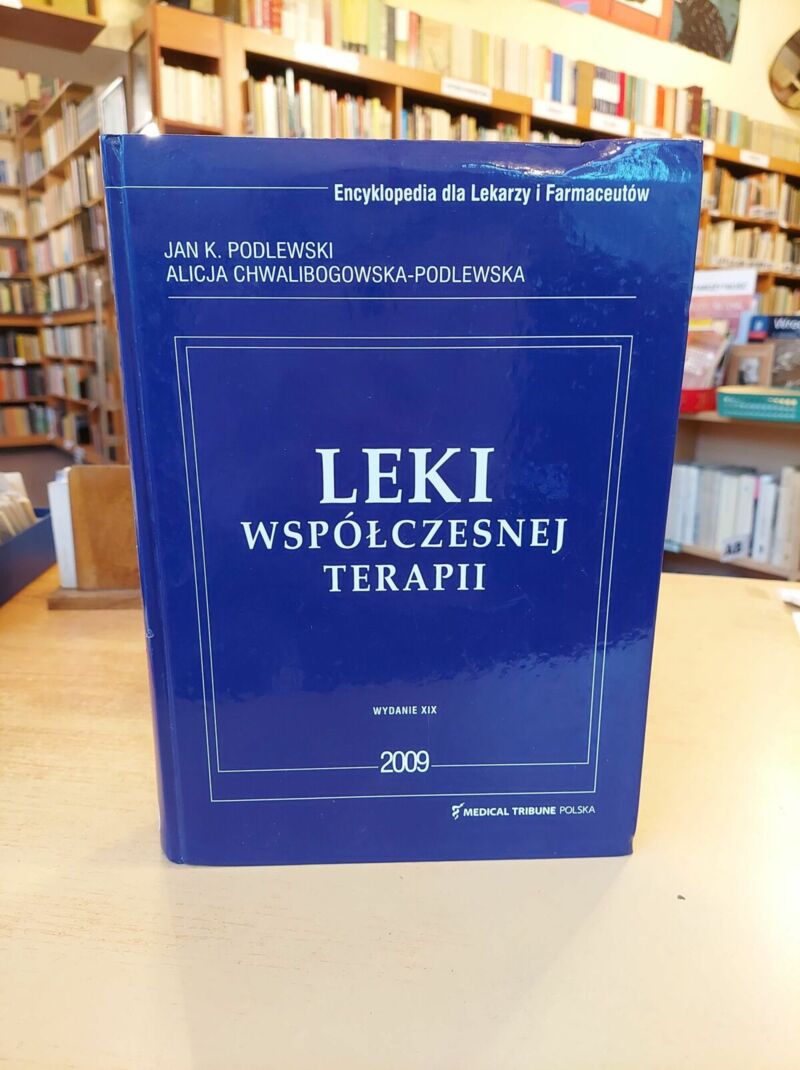 Encyklopedia dla Lekarzy i Farmaceutów
JAN K. PODLEWSKI
ALICJA CHWALIBOGOWSKA-PODLEWSKA
LEKI
WSPÓŁCZESNEJ
TERAPII
WYDANIE XIX
2009
MEDICAL TRIBUNE POLSKA